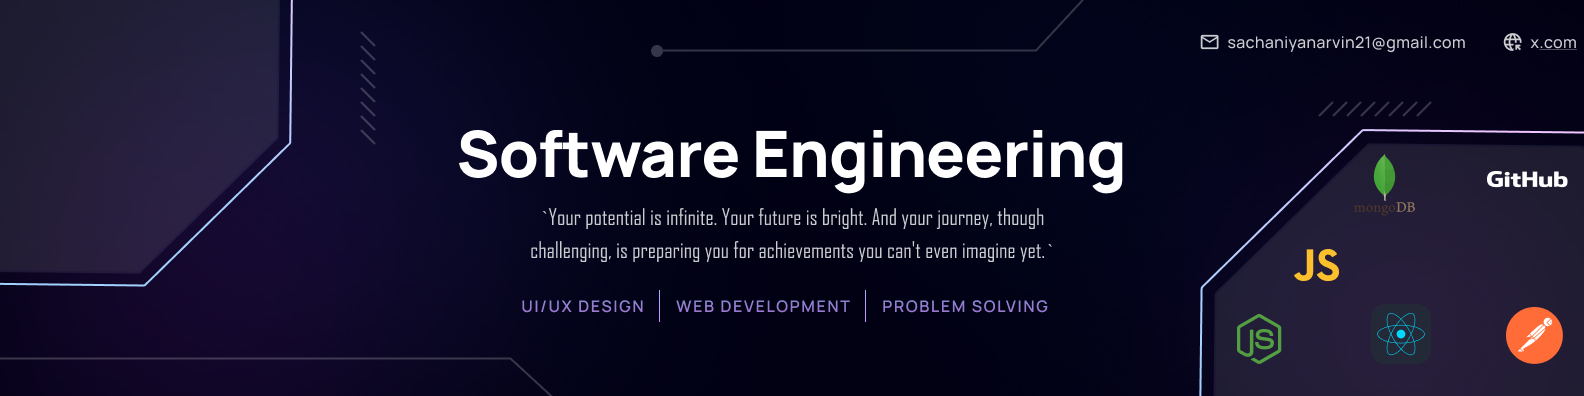 sachaniyanarvin21@gmail.com x.com
Software Engineering
`Your potential is infinite. Your future is bright. And your journey, though
challenging, is preparing you for achievements you can't even imagine yet.`
UI/UX DESIGN | WEB DEVELOPMENT | PROBLEM SOLVING
GitHub
mongoDB
JS
JS